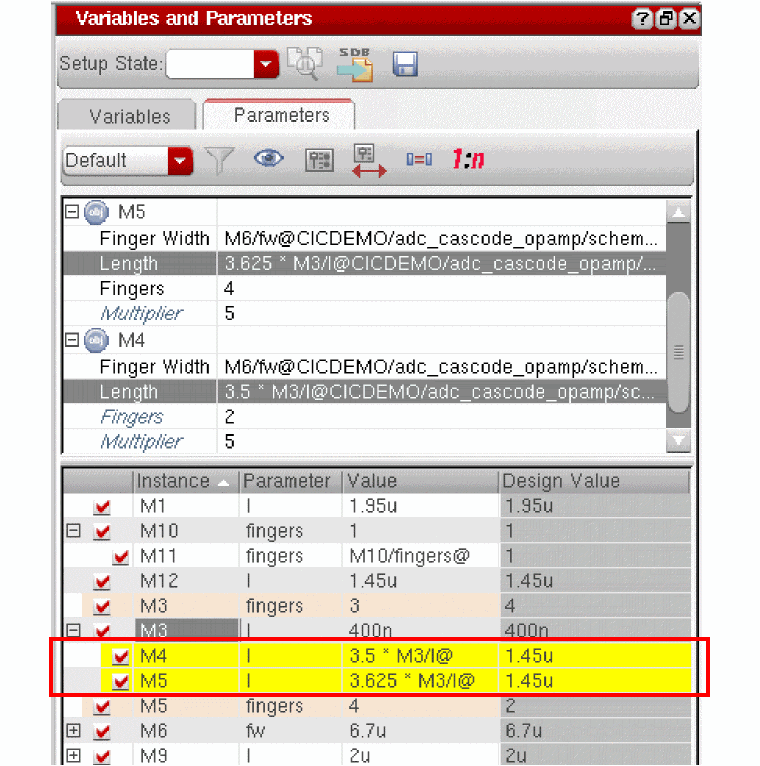 Variables and Parameters
Setup State:
SDB
Variables Parameters
Default 1:n
obj M5
Finger Width M6/fw@CICDEMO/adc_cascode_opamp/schem...
Length 3.625 * M3/l@CICDEMO/adc_cascode_opamp/...
Fingers 4
Multiplier 5
obj M4
Finger Width M6/fw@CICDEMO/adc_cascode_opamp/schem...
Length 3.5 * M3/l@CICDEMO/adc_cascode_opamp/sc...
Fingers 2
Multiplier 5
Instance Parameter Value Design Value
M1 l 1.95u 1.95u
M10 fingers 1 1
M11 fingers M10/fingers@ 1
M12 l 1.45u 1.45u
M3 fingers 3 4
M3 l 400n 400n
M4 l 3.5 * M3/l@ 1.45u
M5 l 3.625 * M3/l@ 1.45u
M5 fingers 4 2
M6 fw 6.7u 6.7u
M9 l 2u 2u